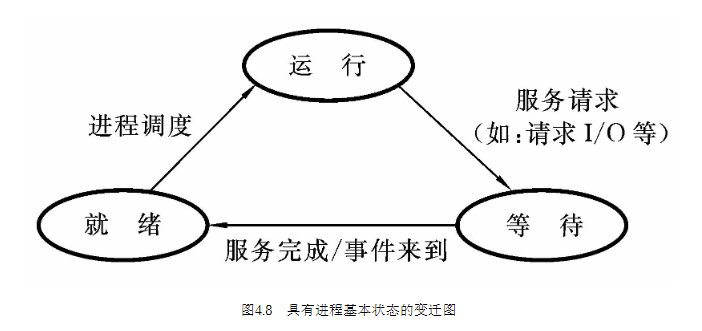 运 行
进程调度
服务请求
（如:请求 I/O 等）
就 绪
等 待
服务完成/事件来到
图4.8 具有进程基本状态的变迁图